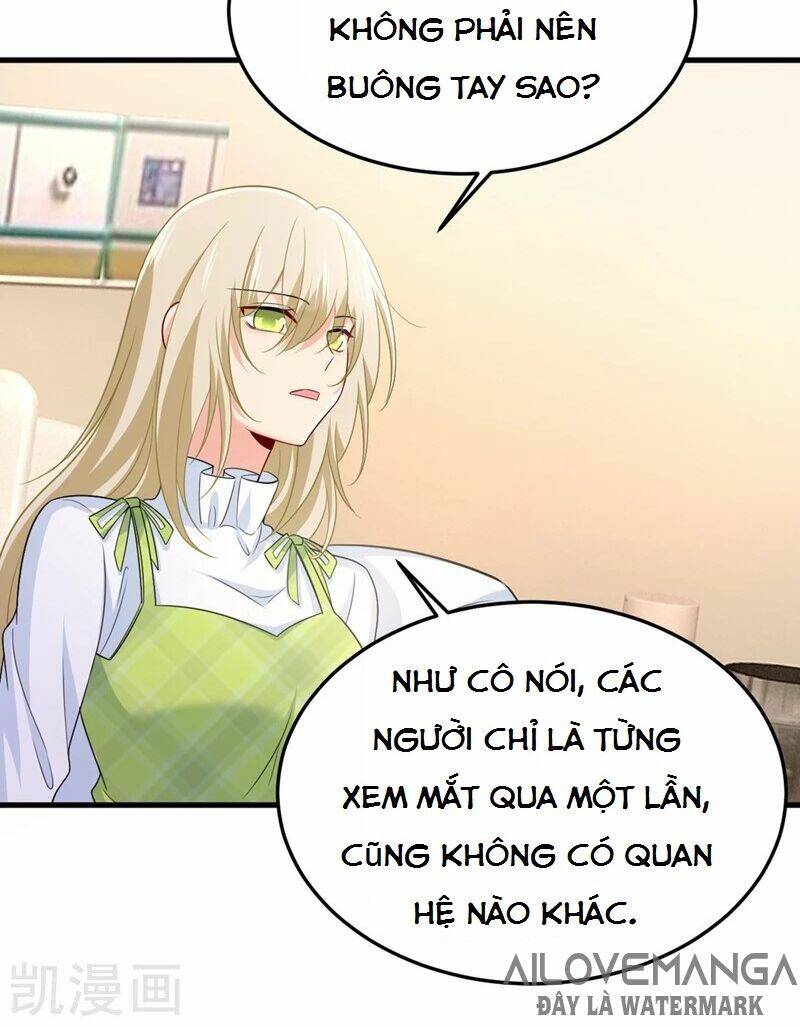 KHÔNG PHẢI NÊN
BUÔNG TAY SAO?
NHƯ CÔ NÓI, CÁC
NGƯỜI CHỈ LÀ TỪNG
XEM MẮT QUA MỘT LẦN,
CŨNG KHÔNG CÓ QUAN
HỆ NÀO KHÁC.
凯漫画
AILOVEMANGA
ĐÂY LÀ WATERMARK